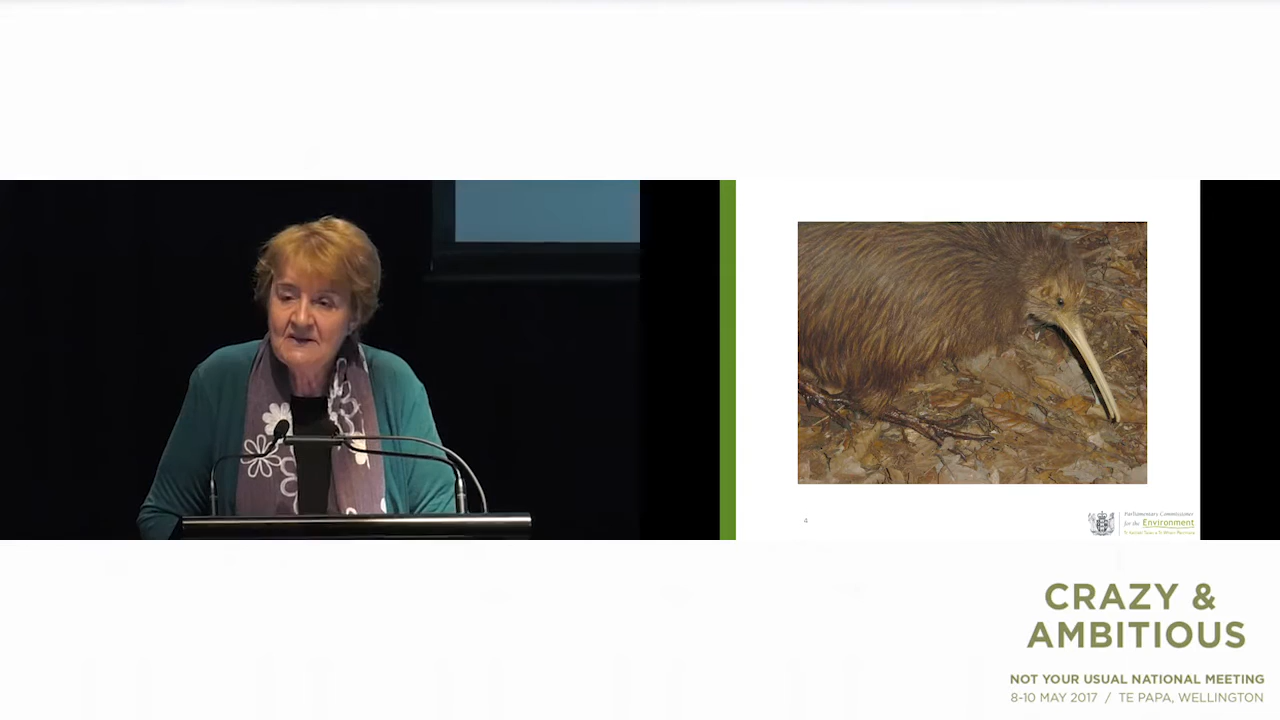 4
Parliamentary Commissioner
for the Environment
CRAZY &
AMBITIOUS
NOT YOUR USUAL NATIONAL MEETING
8-10 MAY 2017 / TE PAPA, WELLINGTON